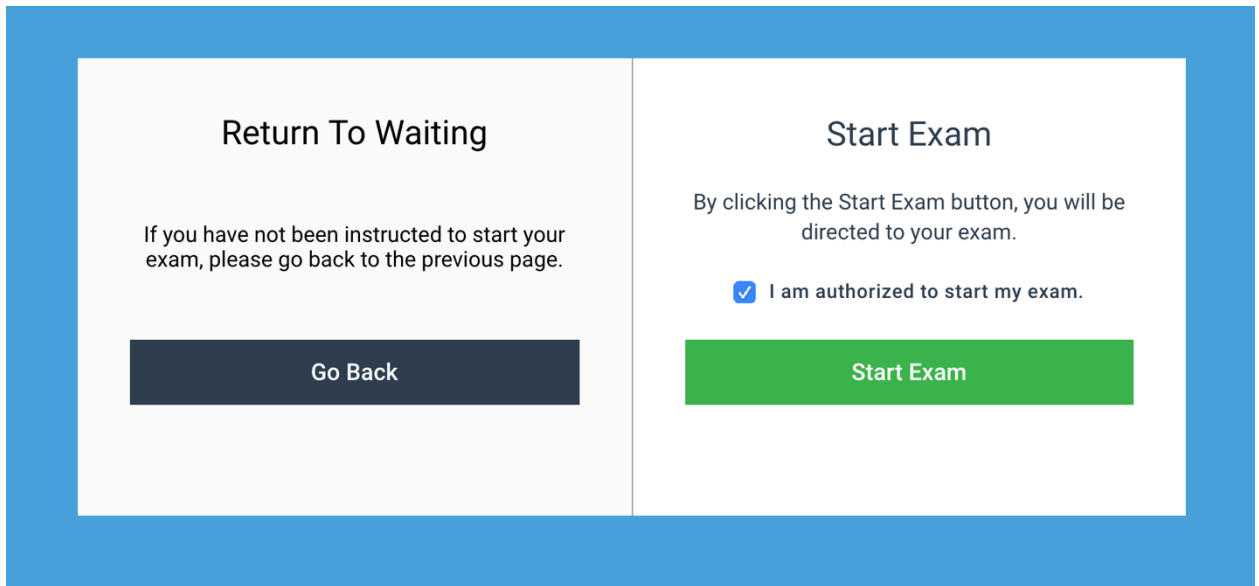 Return To Waiting
If you have not been instructed to start your
exam, please go back to the previous page.
Go Back
Start Exam
By clicking the Start Exam button, you will be
directed to your exam.
I am authorized to start my exam.
Start Exam